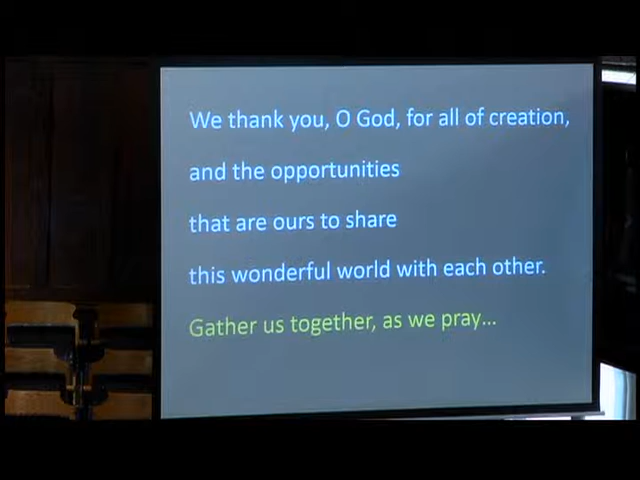 We thank you, O God, for all of creation,
and the opportunities
that are ours to share
this wonderful world with each other.
Gather us together, as we pray...